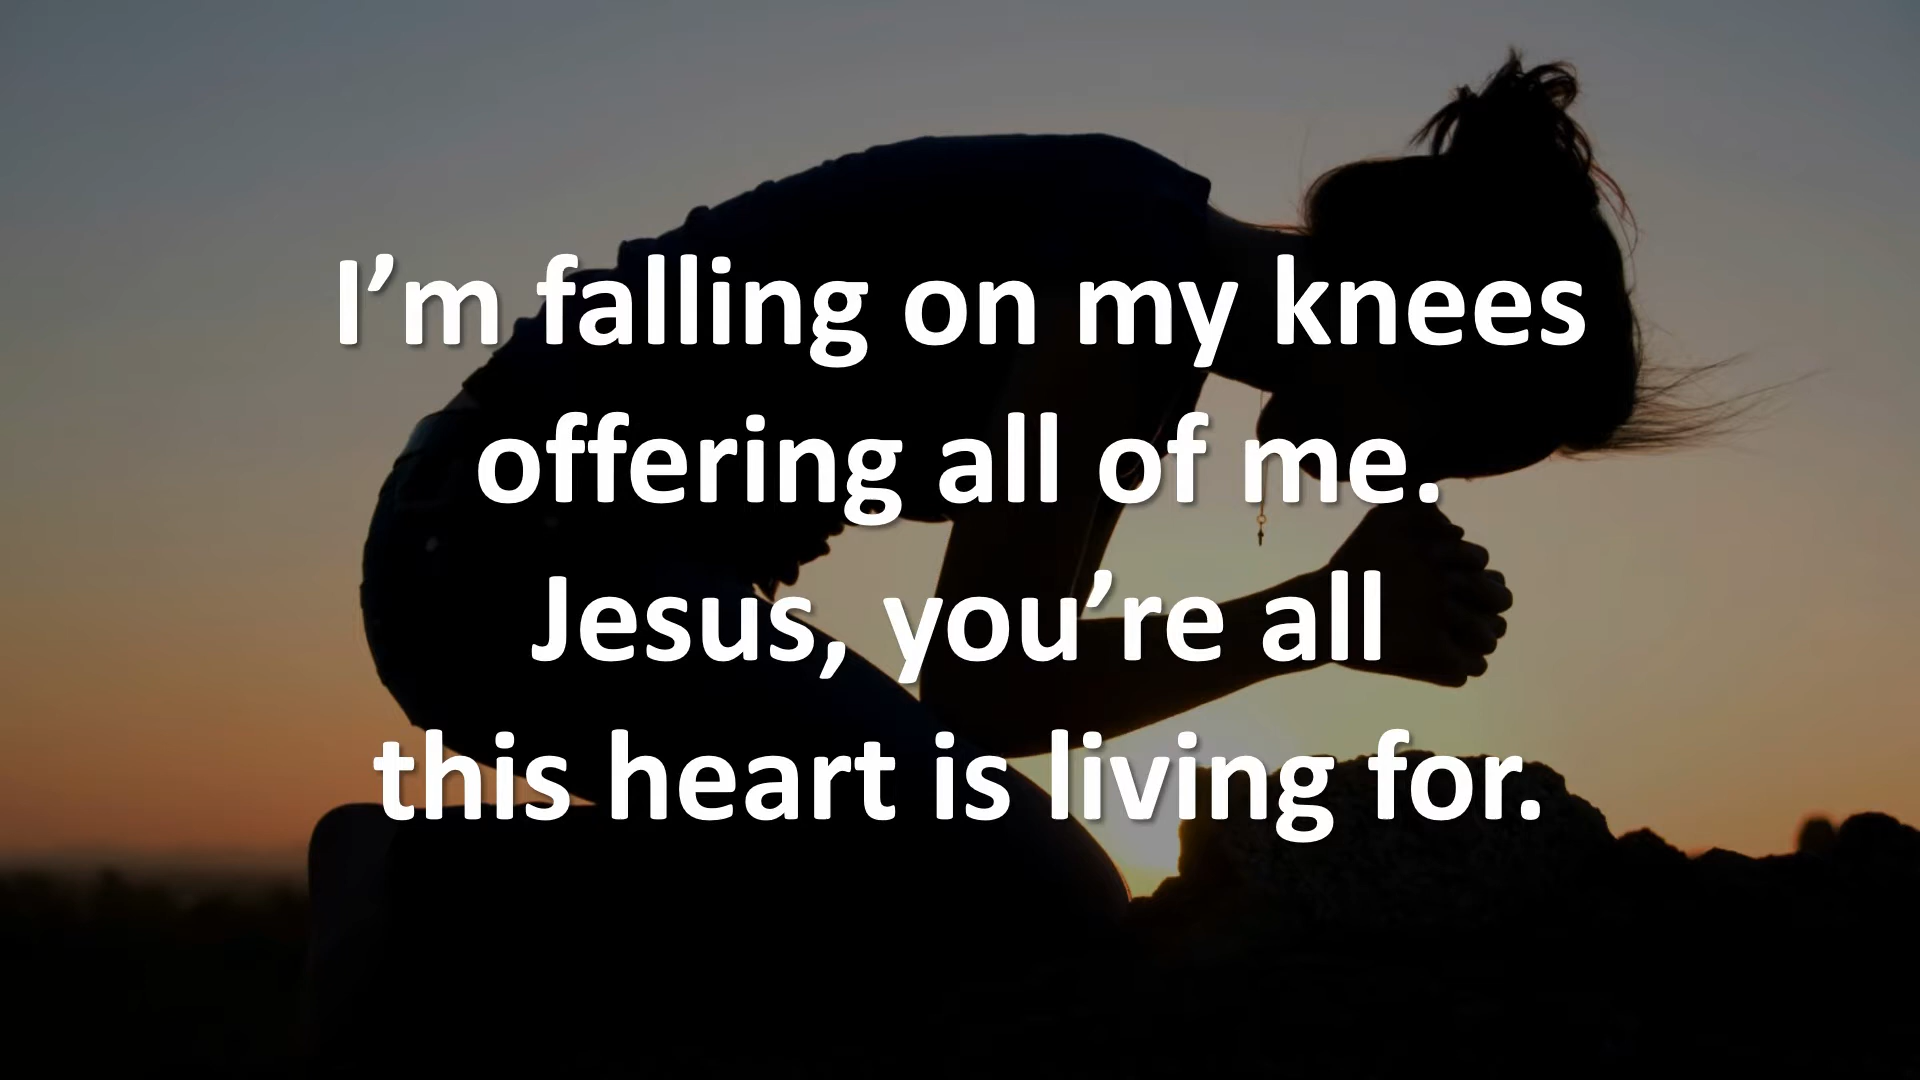 I’m falling on my knees
offering all of me.
Jesus, you’re all
this heart is living for.